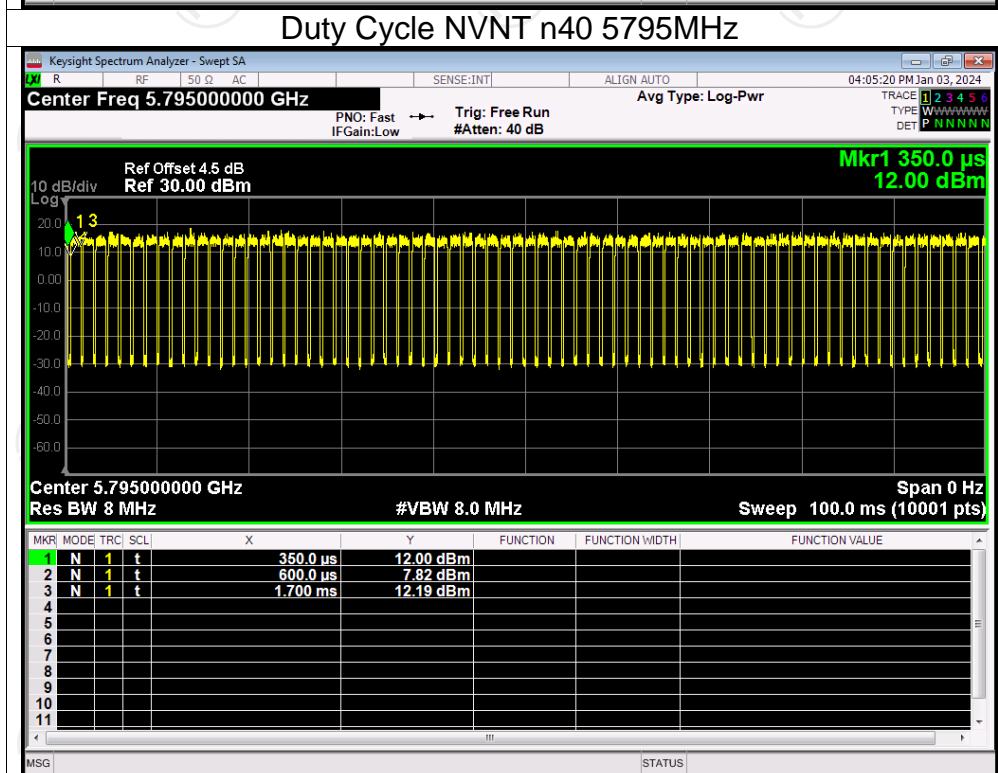 Duty Cycle NVNT n40 5795MHz
Keysight Spectrum Analyzer - Swept SA
LXI R RF 50 Ω AC SENSE:INT ALIGN AUTO 04:05:20 PM Jan 03, 2024
Center Freq 5.795000000 GHz
PNO: Fast
IFGain:Low
Trig: Free Run
#Atten: 40 dB
Avg Type: Log-Pwr
TRACE 1 2 3 4 5 6
TYPE WWWWWW
DET P N N N N N
Mkr1 350.0 µs
12.00 dBm
Ref Offset 4.5 dB
10 dB/div Ref 30.00 dBm
Log
1 3
20.0
10.0
0.00
-10.0
-20.0
-30.0
-40.0
-50.0
-60.0
Center 5.795000000 GHz Span 0 Hz
Res BW 8 MHz #VBW 8.0 MHz Sweep 100.0 ms (10001 pts)
MKR MODE TRC SCL X Y FUNCTION FUNCTION WIDTH FUNCTION VALUE
1 N 1 t 350.0 µs 12.00 dBm
2 N 1 t 600.0 µs 7.82 dBm
3 N 1 t 1.700 ms 12.19 dBm
4
5
6
7
8
9
10
11
MSG STATUS